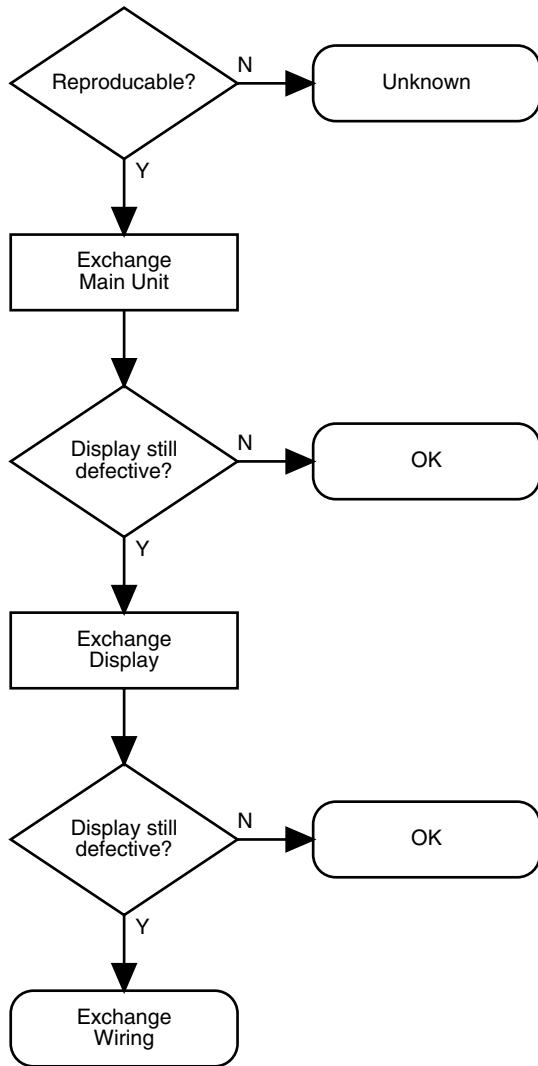 Reproducable?
N
Unknown
Y
Exchange
Main Unit
Display still
defective?
N
OK
Y
Exchange
Display
Display still
defective?
N
OK
Y
Exchange
Wiring